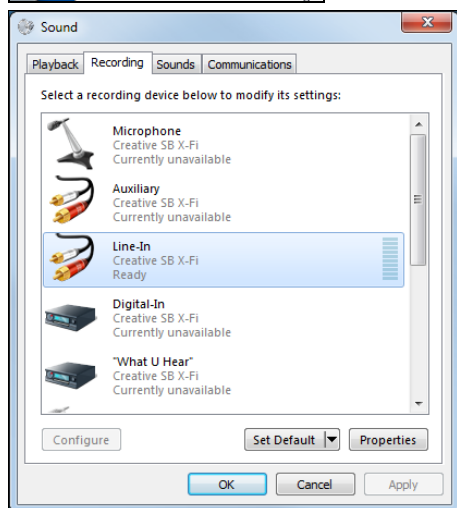 Sound
Playback Recording Sounds Communications
Select a recording device below to modify its settings:
Microphone
Creative SB X-Fi
Currently unavailable
Auxiliary
Creative SB X-Fi
Currently unavailable
Line-In
Creative SB X-Fi
Ready
Digital-In
Creative SB X-Fi
Currently unavailable
"What U Hear"
Creative SB X-Fi
Currently unavailable
Configure Set Default Properties
OK Cancel Apply